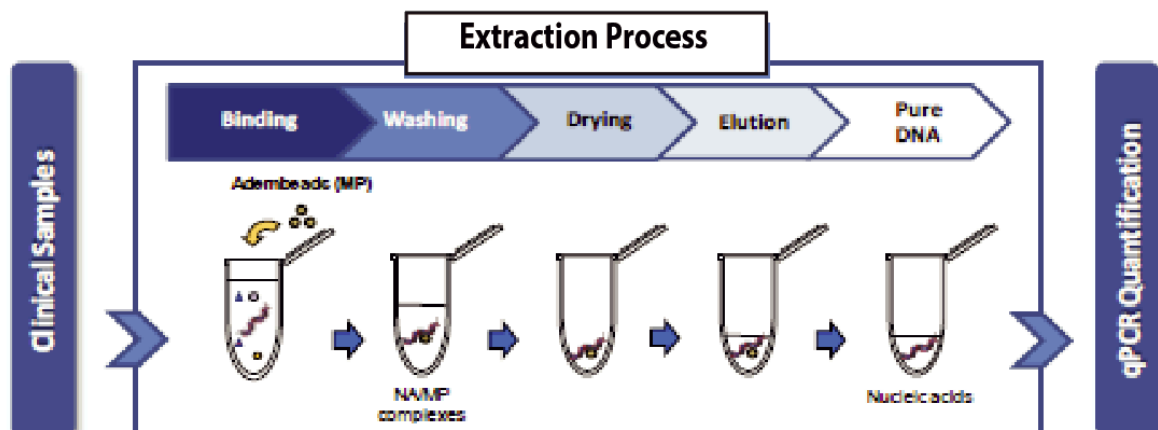 Extraction Process
Clinical Samples
Binding
Washing
Drying
Elution
Pure
DNA
Adembeads (MP)
NA/MP
complexes
Nucleic acids
qPCR Quantification